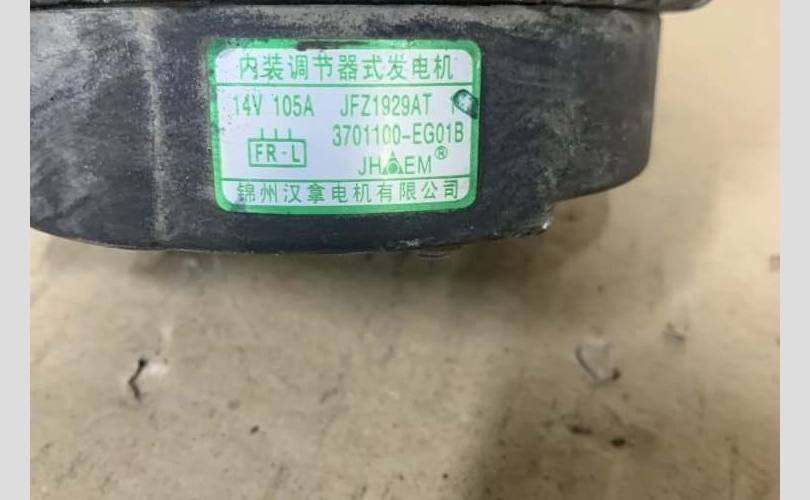 内装调节器式发电机
14V 105A JFZ1929AT
FR-L
3701100-EG01B
JHAEM®
锦州汉拿电机有限公司